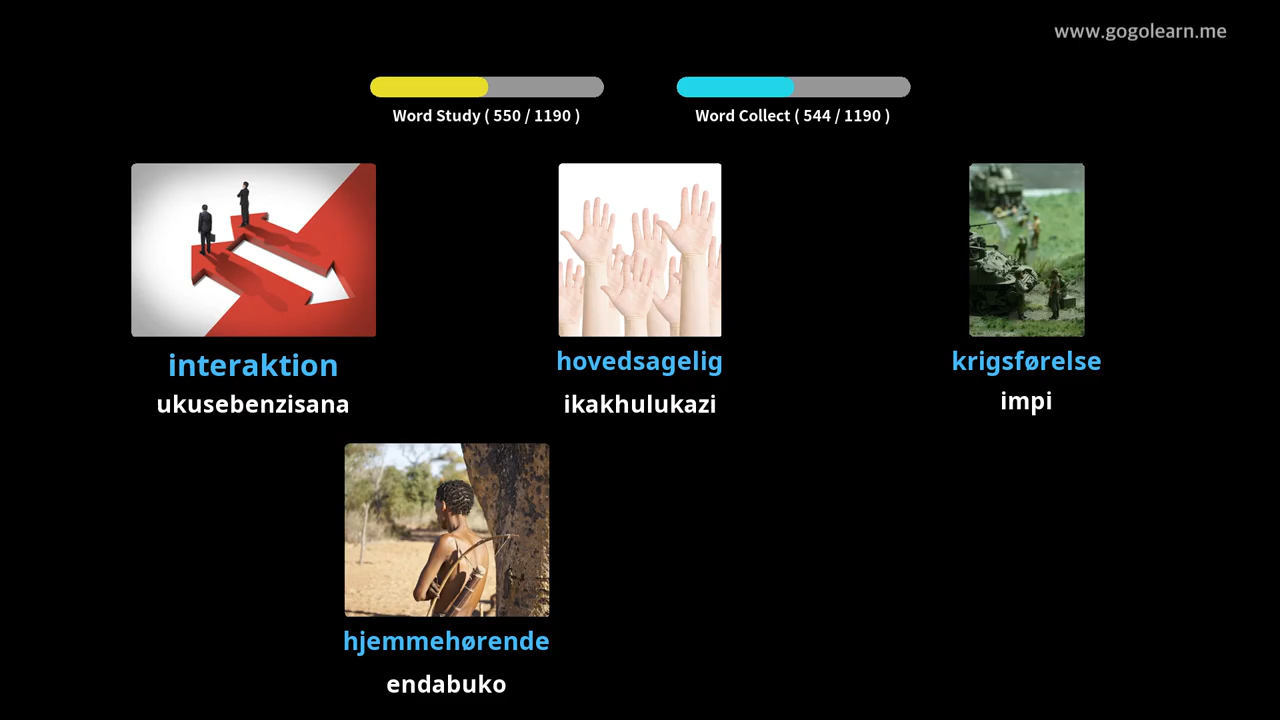 www.gogolearn.me
Word Study ( 550 / 1190 )
Word Collect ( 544 / 1190 )
interaktion
ukusebenzisana
hovedsagelig
ikakhulukazi
krigsførelse
impi
hjemmehørende
endabuko